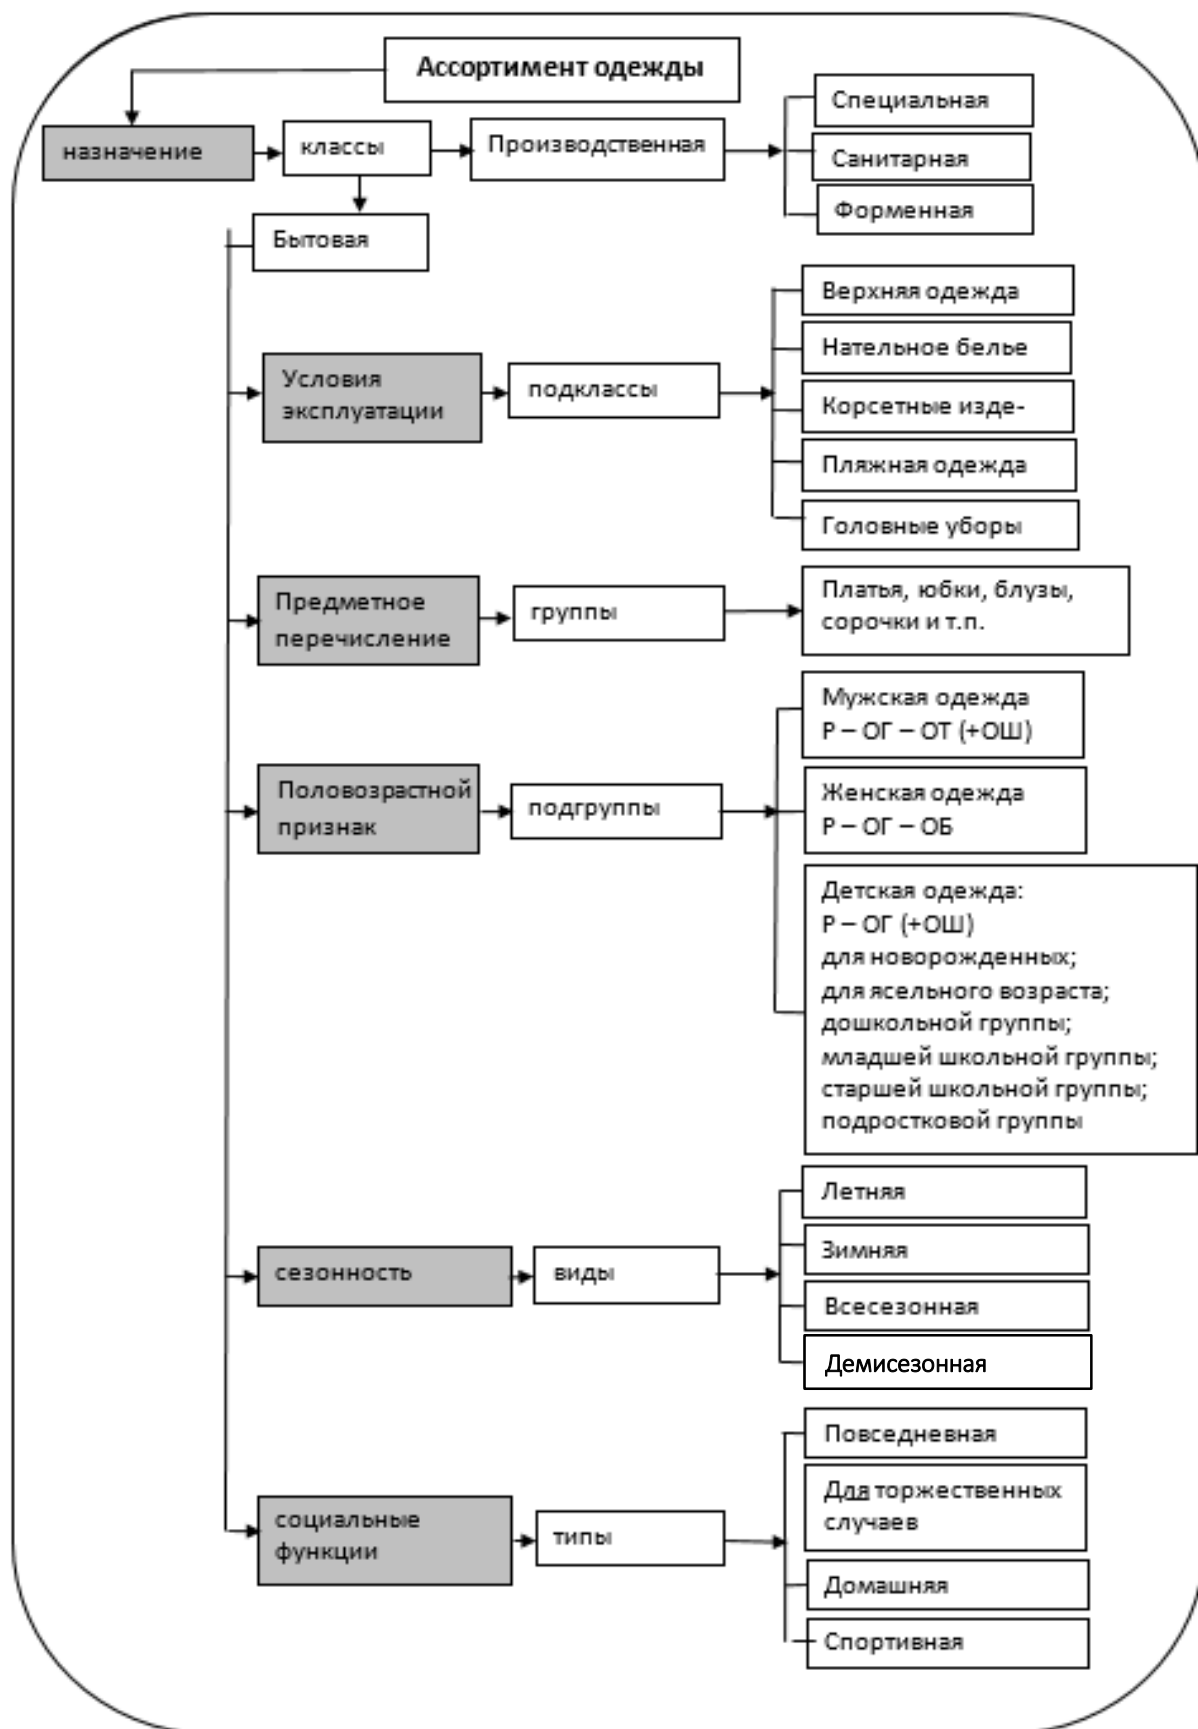 Ассортимент одежды
назначение
классы
Производственная
Специальная
Санитарная
Форменная
Бытовая
Условия
эксплуатации
подклассы
Верхняя одежда
Нательное белье
Корсетные изде-
Пляжная одежда
Головные уборы
Предметное
перечисление
группы
Платья, юбки, блузы,
сорочки и т.п.
Половозрастной
признак
подгруппы
Мужская одежда
Р – ОГ – ОТ (+ОШ)
Женская одежда
Р – ОГ – ОБ
Детская одежда:
Р – ОГ (+ОШ)
для новорожденных;
для ясельного возраста;
дошкольной группы;
младшей школьной группы;
старшей школьной группы;
подростковой группы
сезонность
виды
Летняя
Зимняя
Всесезонная
Демисезонная
социальные
функции
типы
Повседневная
Для торжественных
случаев
Домашняя
Спортивная